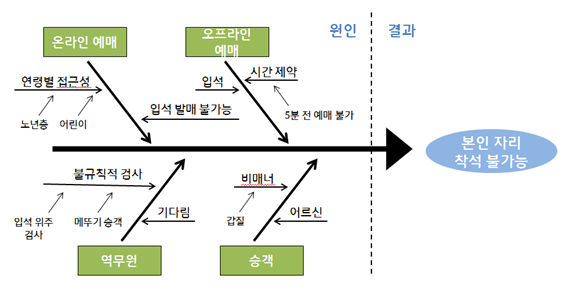 온라인 예매
오프라인
예매
원인
결과
연령별 접근성
노년층
어린이
입석 발매 불가능
입석
시간 제약
5분 전 예매 불가
본인 자리
착석 불가능
불규칙적 검사
입석 위주
검사
메뚜기 승객
기다림
비매너
갑질
어르신
역무원
승객